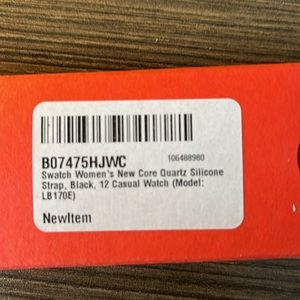 B07475HJWC
106488980
Swatch Women's New Core Quartz Silicone
Strap, Black, 12 Casual Watch (Model:
LB170E)
NewItem